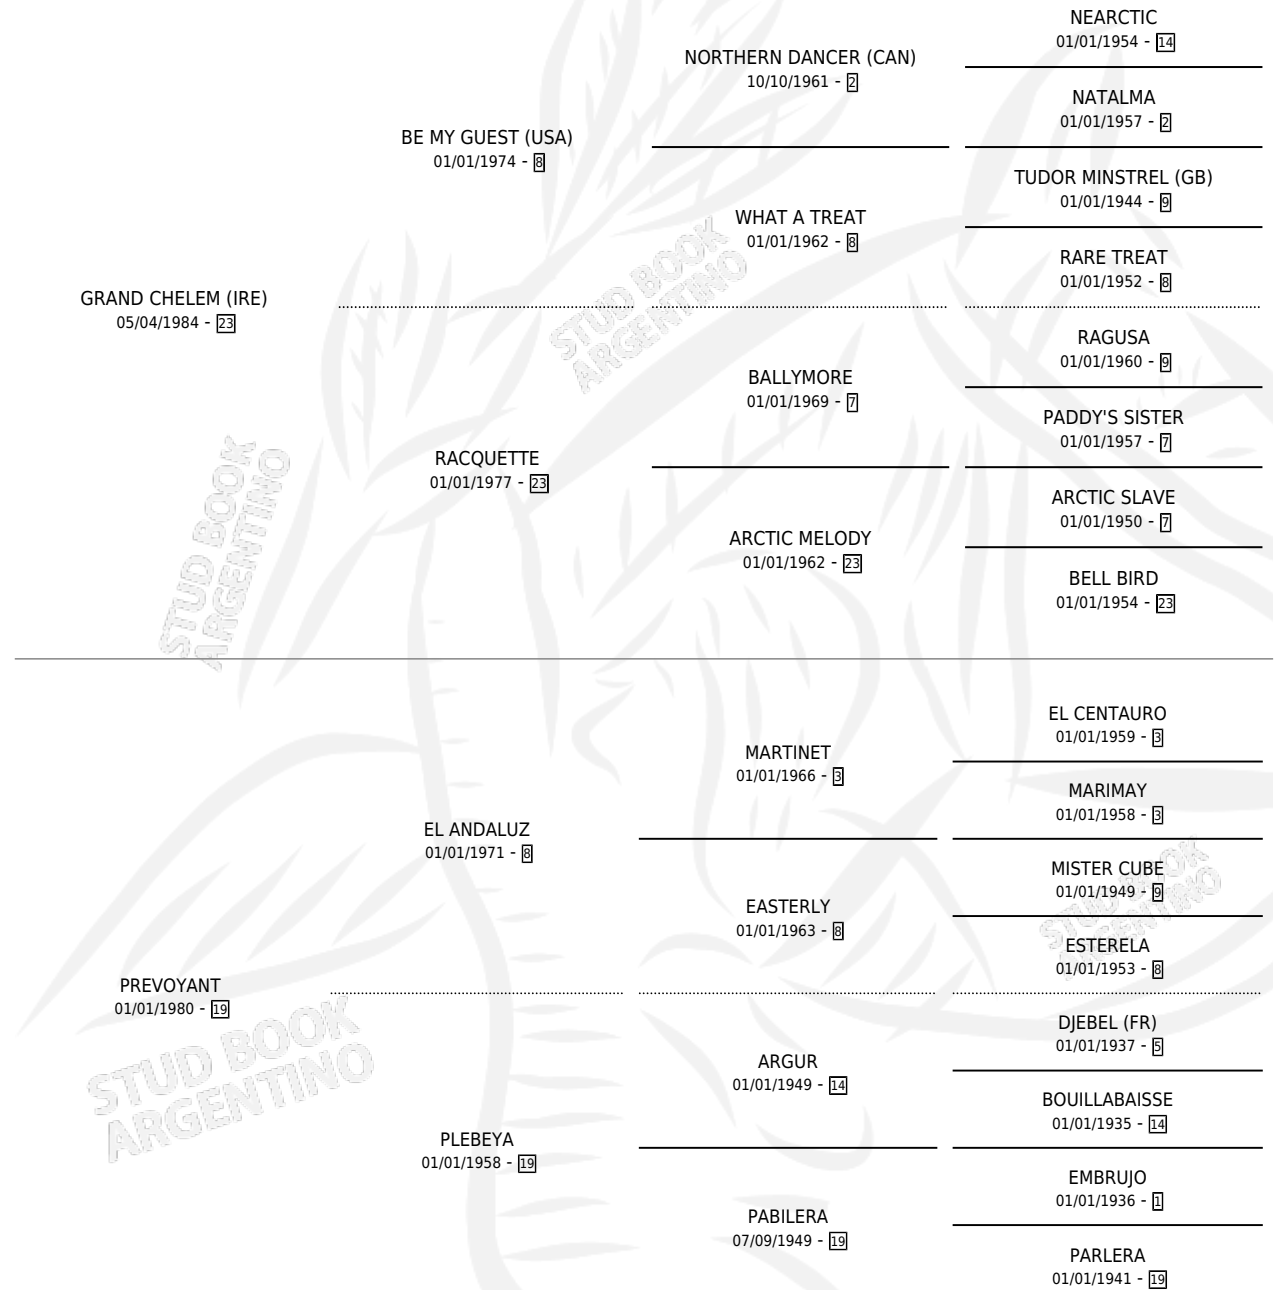 NEARCTIC
01/01/1954 - 14
NORTHERN DANCER (CAN)
10/10/1961 - 2
NATALMA
01/01/1957 - 2
BE MY GUEST (USA)
01/01/1974 - 8
TUDOR MINSTREL (GB)
01/01/1944 - 9
WHAT A TREAT
01/01/1962 - 8
RARE TREAT
01/01/1952 - 8
GRAND CHELEM (IRE)
05/04/1984 - 23
RAGUSA
01/01/1960 - 9
BALLYMORE
01/01/1969 - 7
PADDY'S SISTER
01/01/1957 - 7
RACQUETTE
01/01/1977 - 23
ARCTIC SLAVE
01/01/1950 - 7
ARCTIC MELODY
01/01/1962 - 23
BELL BIRD
01/01/1954 - 23
EL CENTAURO
01/01/1959 - 3
MARTINET
01/01/1966 - 3
MARIMAY
01/01/1958 - 3
EL ANDALUZ
01/01/1971 - 8
MISTER CUBE
01/01/1949 - 9
EASTERLY
01/01/1963 - 8
ESTERELA
01/01/1953 - 8
PREVOYANT
01/01/1980 - 19
DJEBEL (FR)
01/01/1937 - 5
ARGUR
01/01/1949 - 14
BOUILLABAISSE
01/01/1935 - 14
PLEBEYA
01/01/1958 - 19
EMBRUJO
01/01/1936 - 1
PABILERA
07/09/1949 - 19
PARLERA
01/01/1941 - 19
STUD BOOK
ARGENTINO
STUD BOOK
ARGENTINO
STUD BOOK
ARGENTINO
STUD BOOK
ARGENTINO